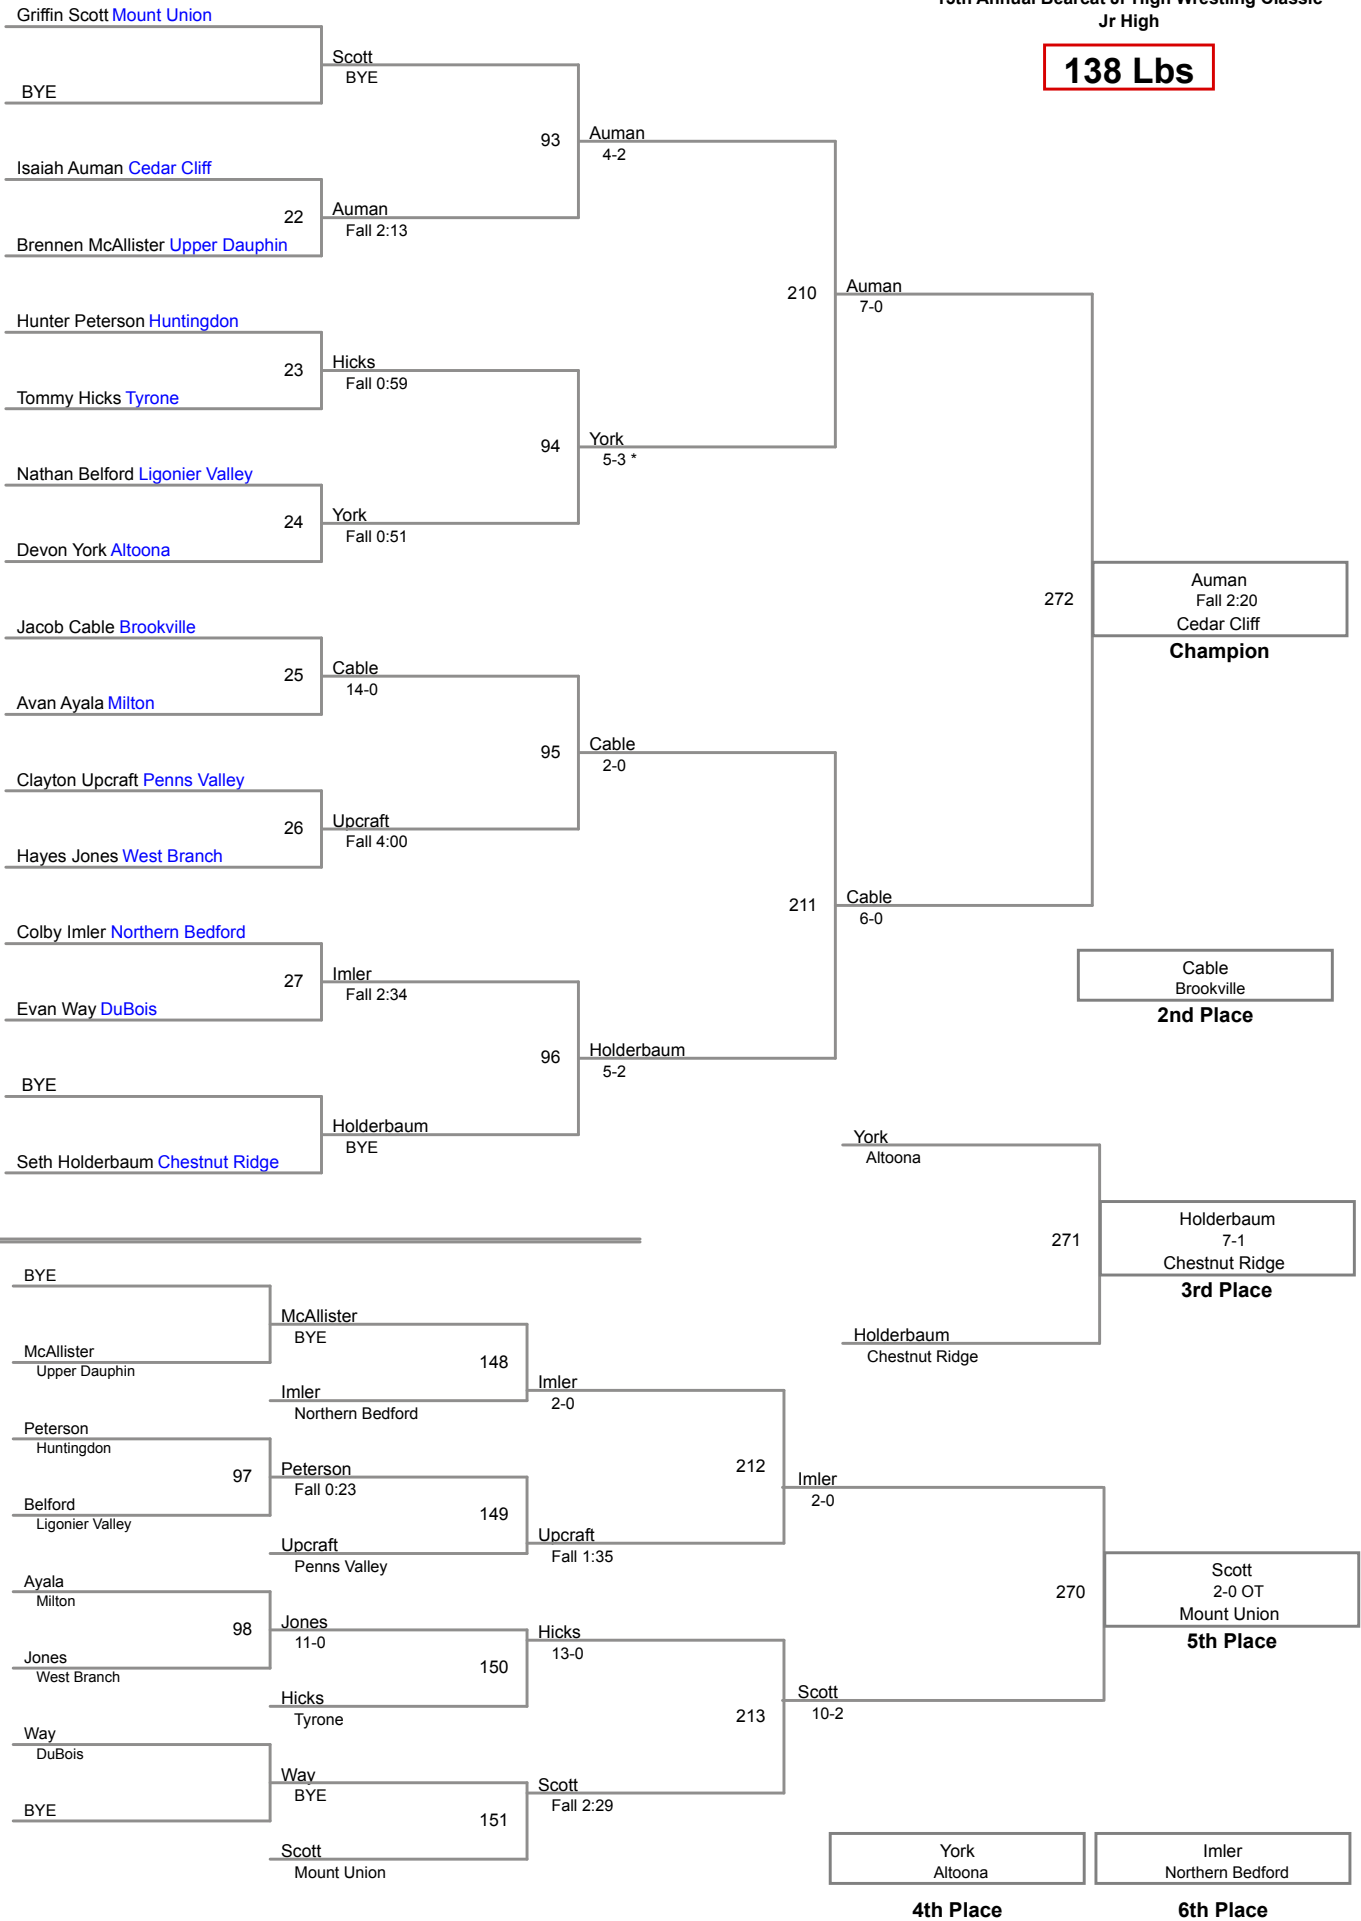 15th Annual Bearcat Jr High Wrestling Classic
Jr High
138 Lbs
Griffin Scott Mount Union
BYE
Scott
BYE
93
Auman
4-2
Isaiah Auman Cedar Cliff
22
Brennen McAllister Upper Dauphin
Auman
Fall 2:13
210
Auman
7-0
Hunter Peterson Huntingdon
23
Tommy Hicks Tyrone
Hicks
Fall 0:59
94
York
5-3 *
Nathan Belford Ligonier Valley
24
Devon York Altoona
York
Fall 0:51
272
Auman
Fall 2:20
Cedar Cliff
Champion
Jacob Cable Brookville
25
Avan Ayala Milton
Cable
14-0
95
Cable
2-0
Clayton Upcraft Penns Valley
26
Hayes Jones West Branch
Upcraft
Fall 4:00
211
Cable
6-0
Colby Imler Northern Bedford
27
Evan Way DuBois
Imler
Fall 2:34
96
Holderbaum
5-2
BYE
Seth Holderbaum Chestnut Ridge
Holderbaum
BYE
Cable
Brookville
2nd Place
York
Altoona
271
Holderbaum
Chestnut Ridge
Holderbaum
7-1
Chestnut Ridge
3rd Place
BYE
McAllister
Upper Dauphin
McAllister
BYE
148
Imler
Northern Bedford
Imler
2-0
Peterson
Huntingdon
97
Belford
Ligonier Valley
Peterson
Fall 0:23
149
Upcraft
Penns Valley
Upcraft
Fall 1:35
212
Imler
2-0
Ayala
Milton
98
Jones
West Branch
Jones
11-0
150
Hicks
Tyrone
Hicks
13-0
Way
DuBois
BYE
Way
BYE
151
Scott
Mount Union
Scott
Fall 2:29
213
Scott
10-2
270
Scott
2-0 OT
Mount Union
5th Place
York
Altoona
4th Place
Imler
Northern Bedford
6th Place